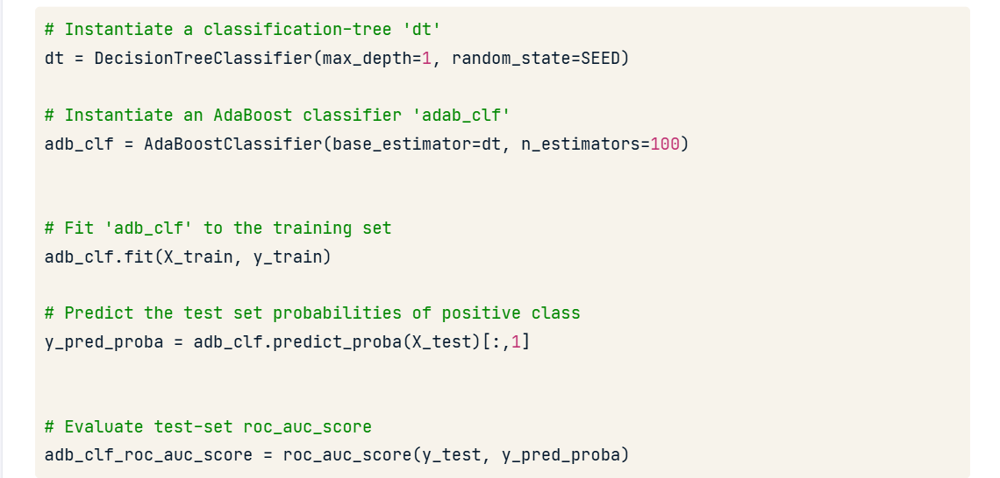 # Instantiate a classification-tree 'dt'
dt = DecisionTreeClassifier(max_depth=1, random_state=SEED)
# Instantiate an AdaBoost classifier 'adab_clf'
adb_clf = AdaBoostClassifier(base_estimator=dt, n_estimators=100)
# Fit 'adb_clf' to the training set
adb_clf.fit(X_train, y_train)
# Predict the test set probabilities of positive class
y_pred_proba = adb_clf.predict_proba(X_test)[:,1]
# Evaluate test-set roc_auc_score
adb_clf_roc_auc_score = roc_auc_score(y_test, y_pred_proba)